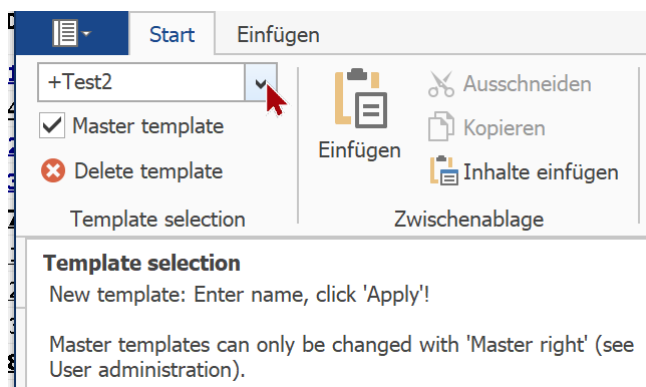 Start Einfügen
+Test2
Master template
Delete template
Template selection
Einfügen
Ausschneiden
Kopieren
Inhalte einfügen
Zwischenablage
Template selection
New template: Enter name, click 'Apply'!
Master templates can only be changed with 'Master right' (see
User administration).